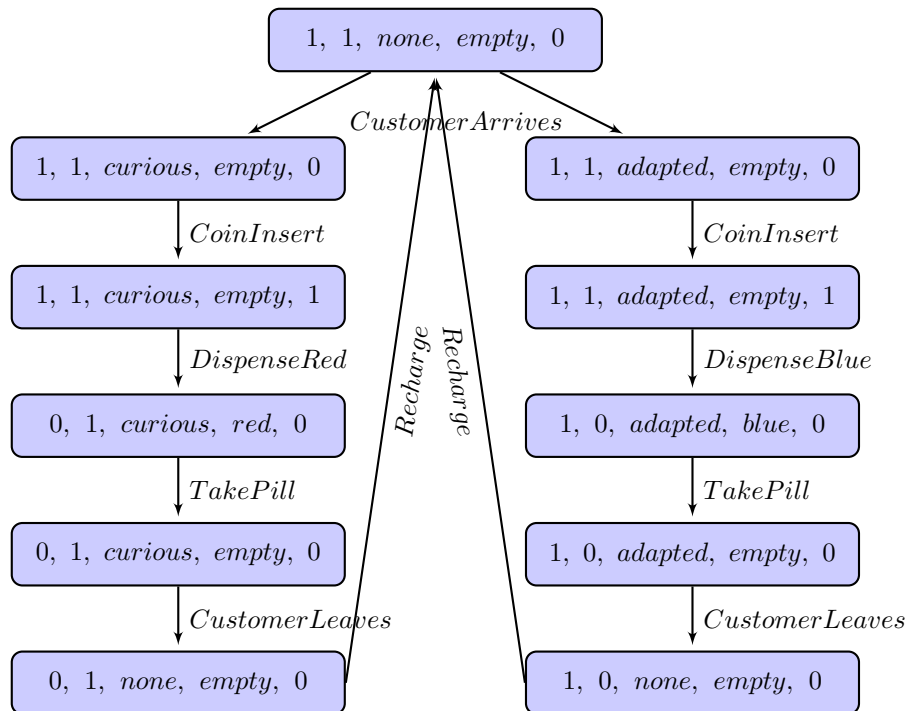 1, 1, none, empty, 0
CustomerArrives
1, 1, curious, empty, 0
1, 1, adapted, empty, 0
CoinInsert
CoinInsert
1, 1, curious, empty, 1
1, 1, adapted, empty, 1
DispenseRed
Recharge
Recharge
DispenseBlue
0, 1, curious, red, 0
1, 0, adapted, blue, 0
TakePill
TakePill
0, 1, curious, empty, 0
1, 0, adapted, empty, 0
CustomerLeaves
CustomerLeaves
0, 1, none, empty, 0
1, 0, none, empty, 0